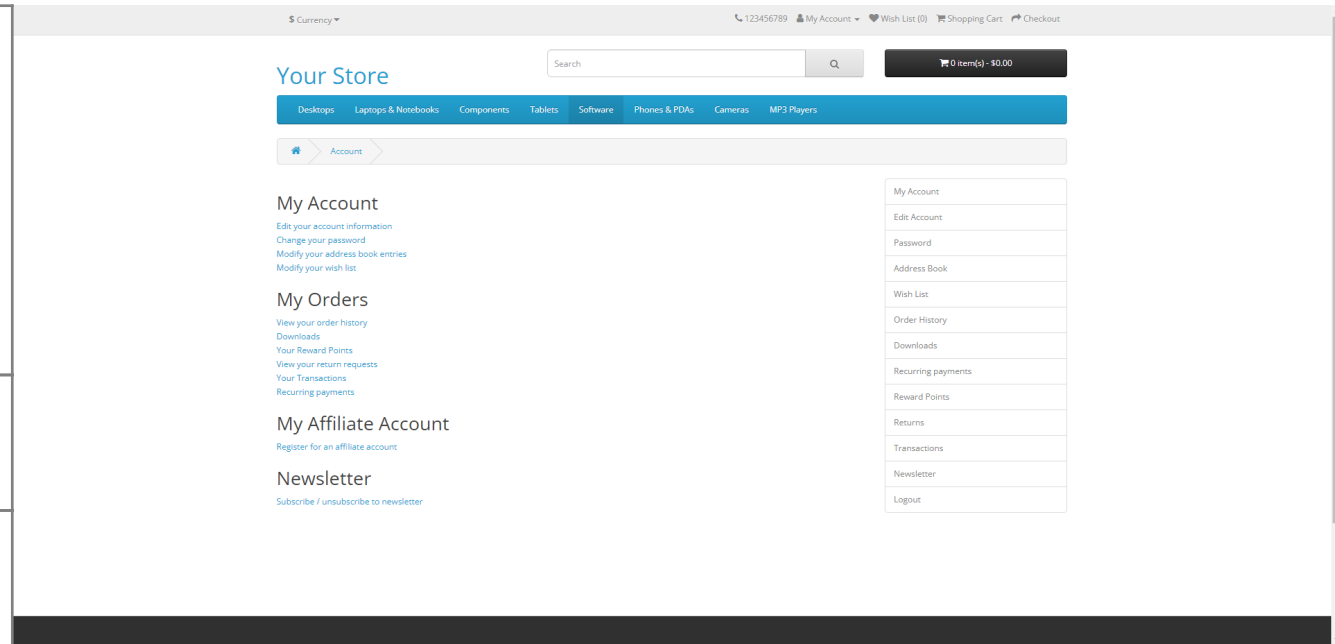 $ Currency
123456789 My Account Wish List (0) Shopping Cart Checkout
Your Store
Search
0 item(s) - $0.00
Desktops Laptops & Notebooks Components Tablets Software Phones & PDAs Cameras MP3 Players
Account
My Account
Edit your account information
Change your password
Modify your address book entries
Modify your wish list
My Orders
View your order history
Downloads
Your Reward Points
View your return requests
Your Transactions
Recurring payments
My Affiliate Account
Register for an affiliate account
Newsletter
Subscribe / unsubscribe to newsletter
My Account
Edit Account
Password
Address Book
Wish List
Order History
Downloads
Recurring payments
Reward Points
Returns
Transactions
Newsletter
Logout